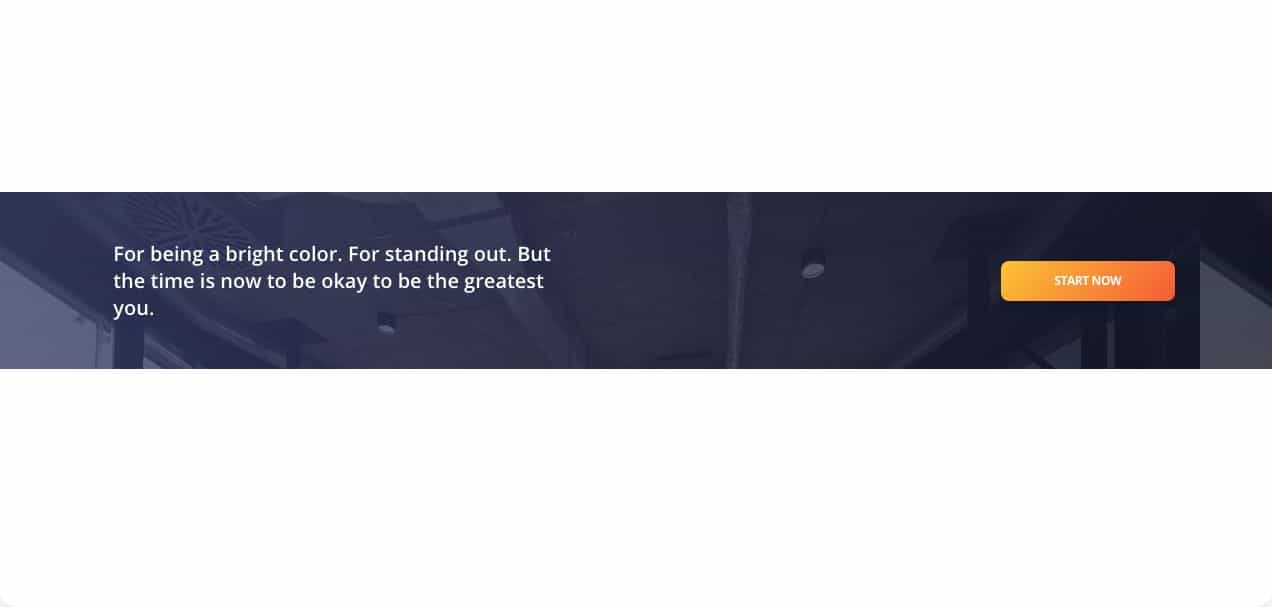 For being a bright color. For standing out. But
the time is now to be okay to be the greatest
you.
START NOW